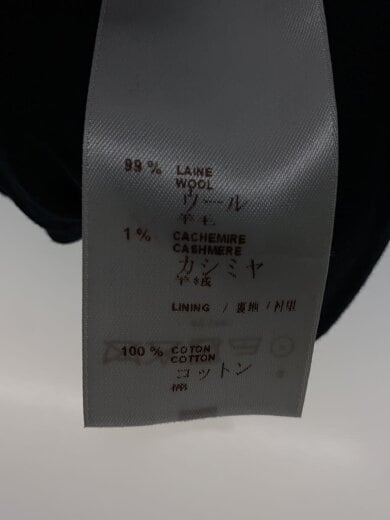 99 % LAINE
WOOL
ウール
羊毛
1 % CACHEMIRE
CASHMERE
カシミヤ
羊绒
LINING / 裏地 / 衬里
100 % COTON
COTTON
コットン
棉